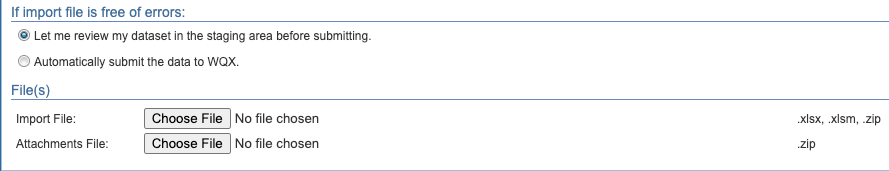 If import file is free of errors:
Let me review my dataset in the staging area before submitting.
Automatically submit the data to WQX.
File(s)
Import File: Choose File No file chosen .xlsx, .xlsm, .zip
Attachments File: Choose File No file chosen .zip